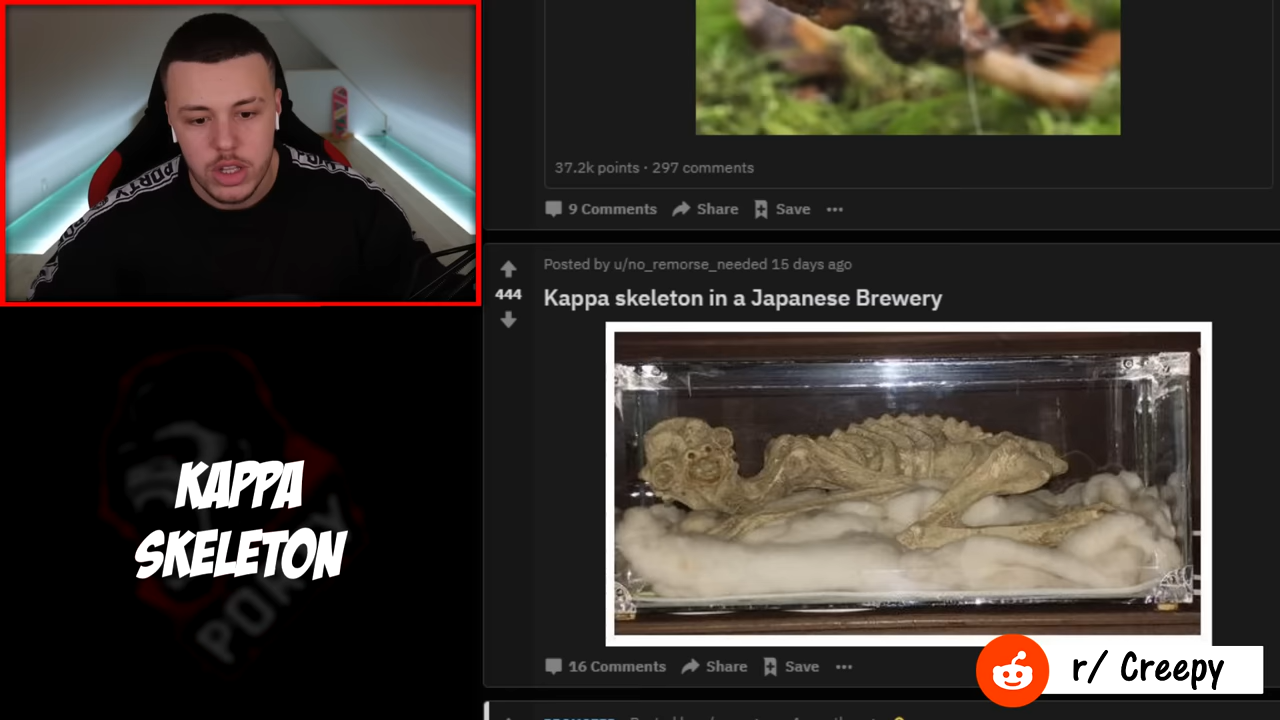 37.2k points · 297 comments
9 Comments Share Save
Posted by u/no_remorse_needed 15 days ago
444
Kappa skeleton in a Japanese Brewery
KAPPA
SKELETON
PORTY
16 Comments Share Save
r/ Creepy